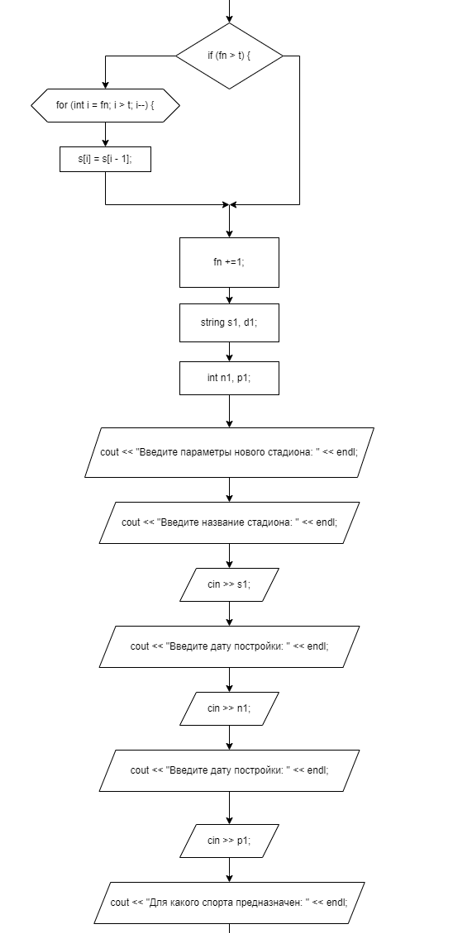 if (fn > t) {
for (int i = fn; i > t; i--) {
s[i] = s[i - 1];
fn +=1;
string s1, d1;
int n1, p1;
cout << "Введите параметры нового стадиона: " << endl;
cout << "Введите название стадиона: " << endl;
cin >> s1;
cout << "Введите дату постройки: " << endl;
cin >> n1;
cout << "Введите дату постройки: " << endl;
cin >> p1;
cout << "Для какого спорта предназначен: " << endl;